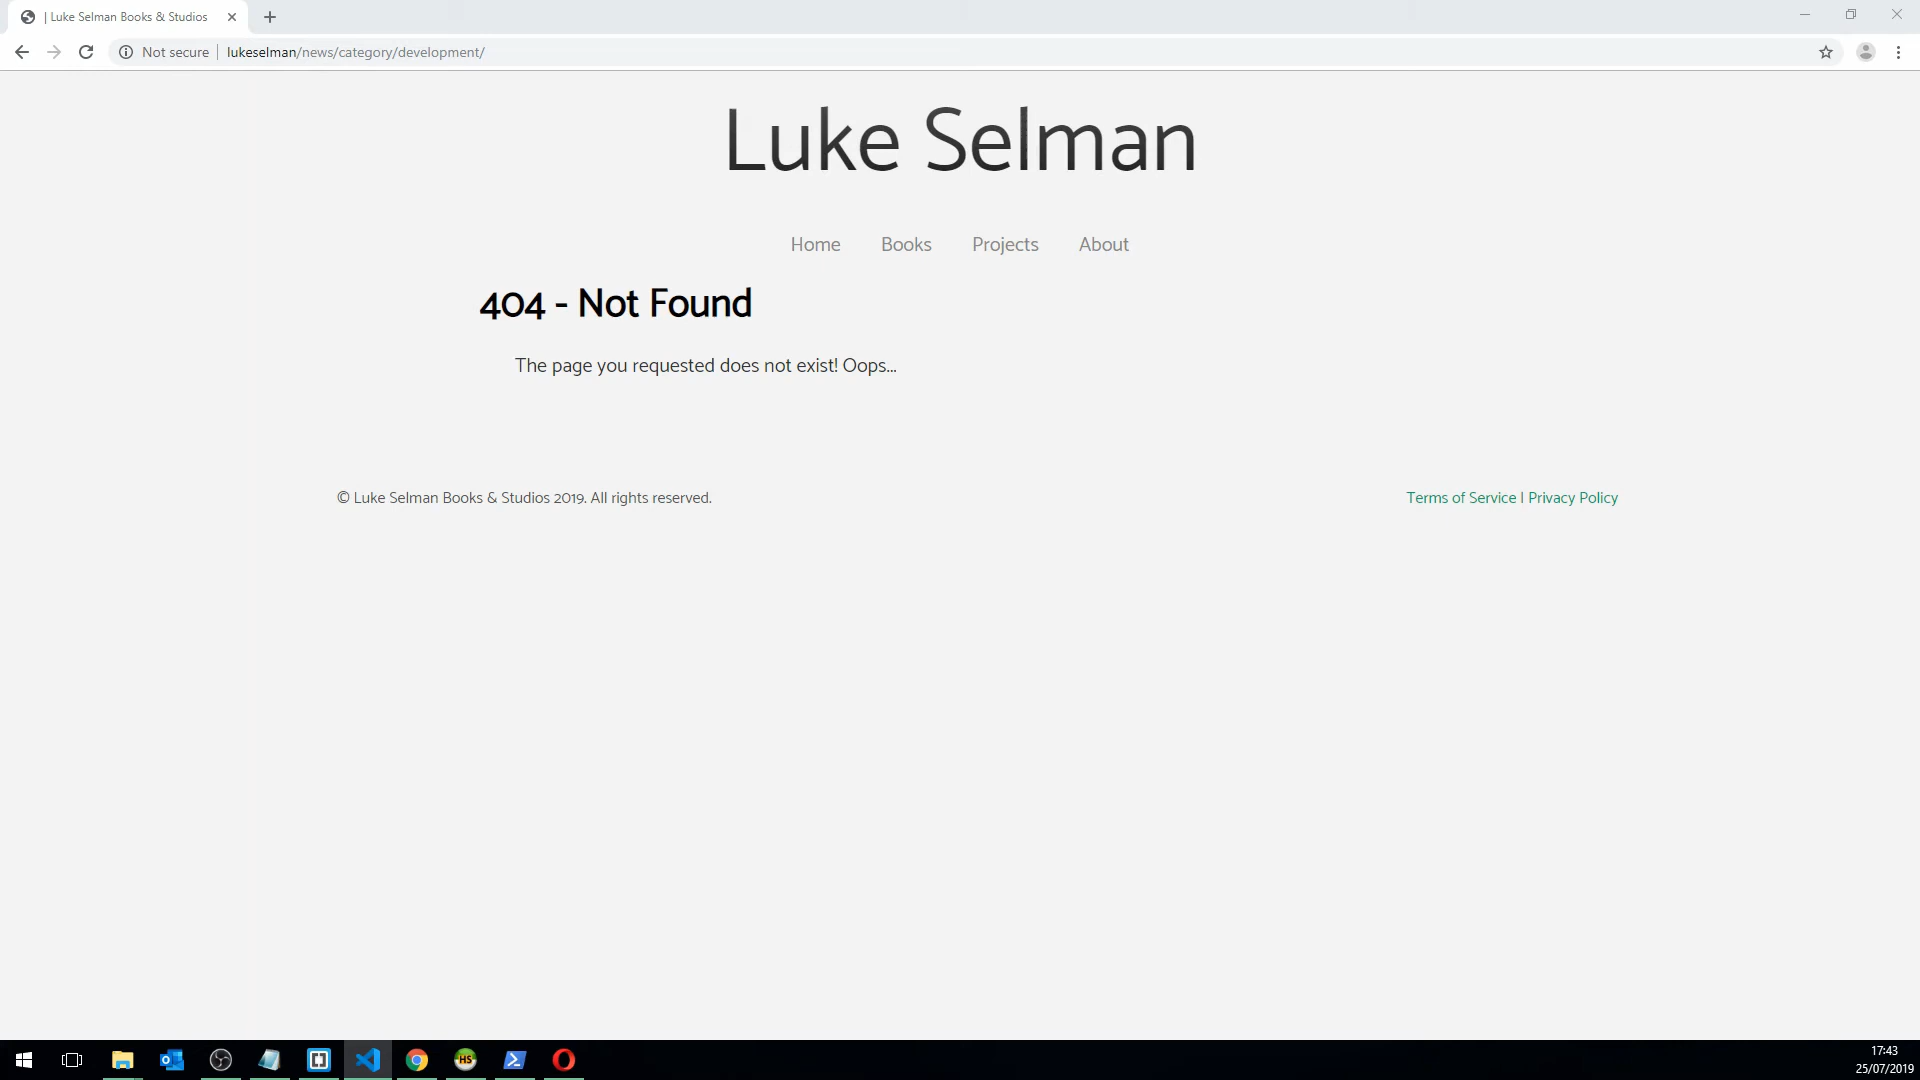 | Luke Selman Books & Studios
Not secure | lukeselman/news/category/development/
Luke Selman
Home Books Projects About
404 - Not Found
The page you requested does not exist! Oops...
© Luke Selman Books & Studios 2019. All rights reserved.
Terms of Service | Privacy Policy
HS
17:43
25/07/2019